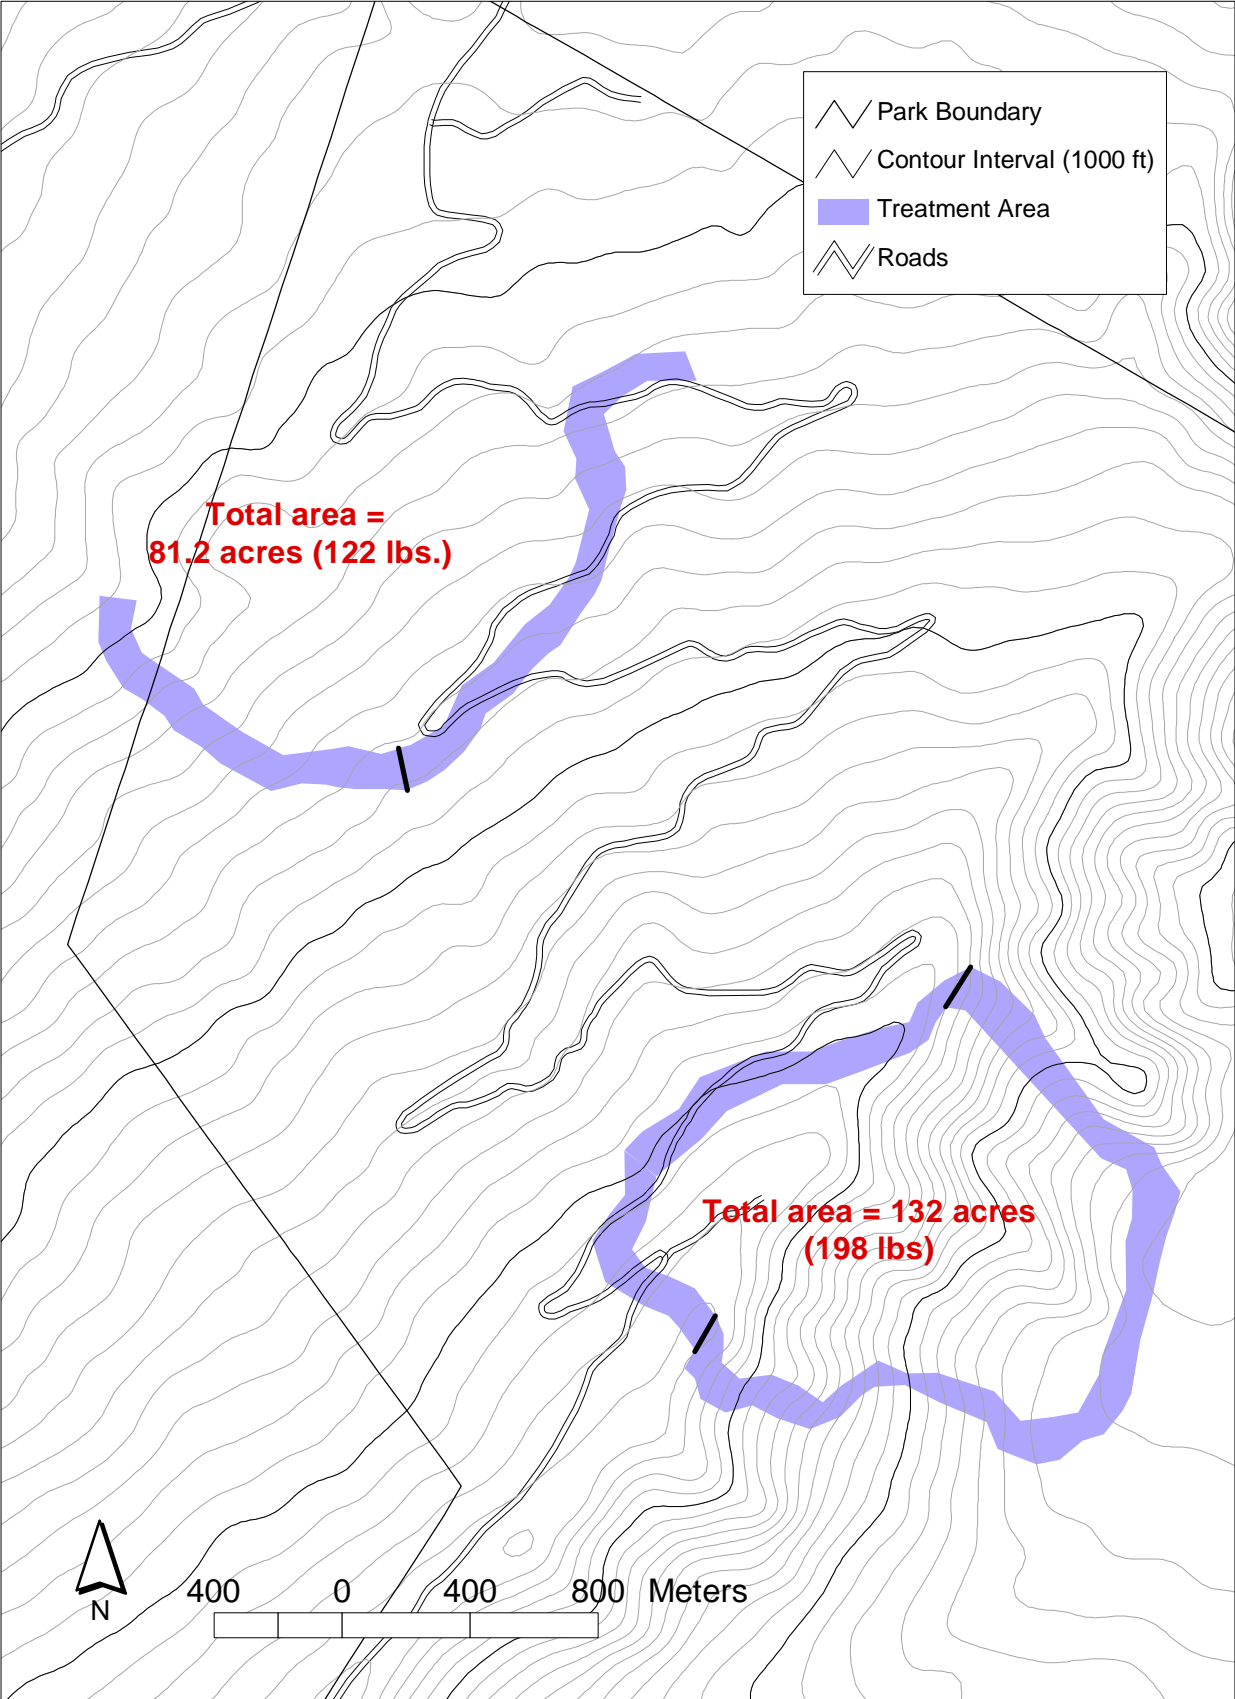 Park Boundary
Contour Interval (1000 ft)
Treatment Area
Roads
Total area =
81.2 acres (122 lbs.)
Total area = 132 acres
(198 lbs)
N
400 0 400 800 Meters